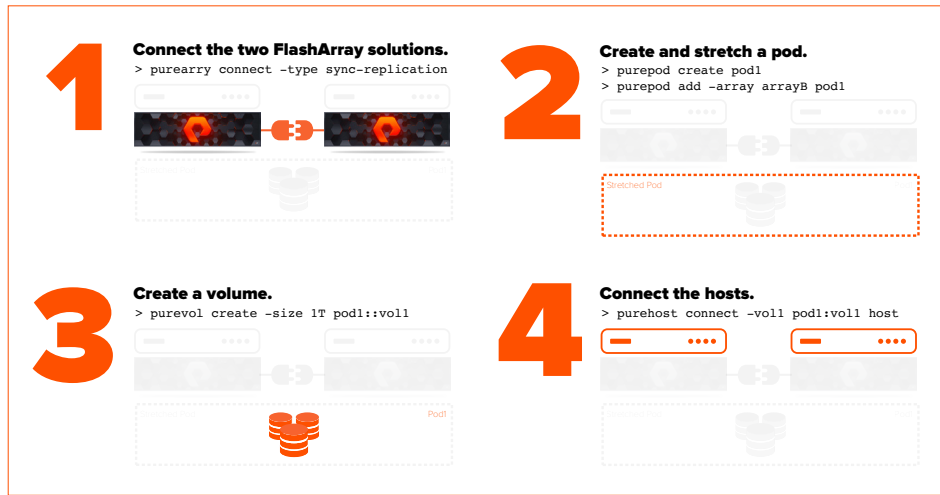 1
Connect the two FlashArray solutions.
> purearry connect -type sync-replication
2
Create and stretch a pod.
> purepod create pod1
> purepod add -array arrayB pod1
Stretched Pod
3
Create a volume.
> purevol create -size 1T pod1::vol1
Pod1
4
Connect the hosts.
> purehost connect -vol1 pod1:vol1 host